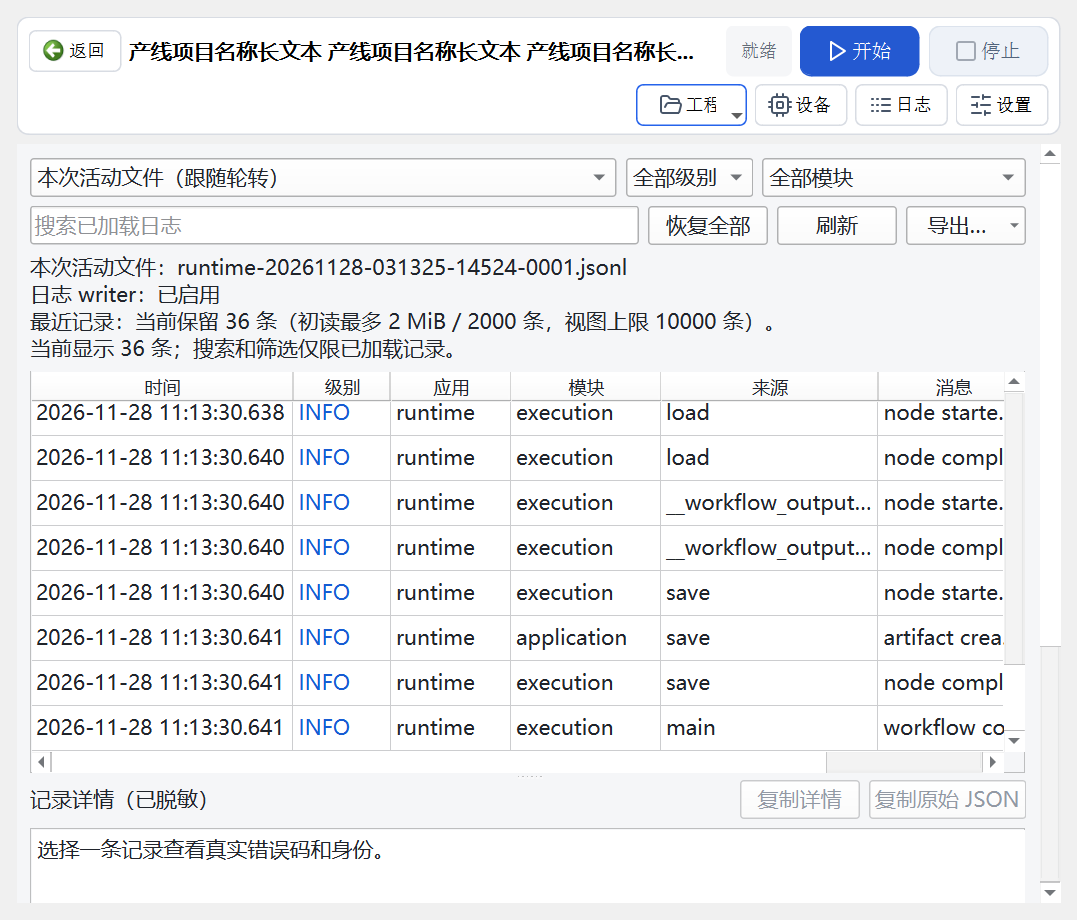 返回 产线项目名称长文本 产线项目名称长文本 产线项目名称长... 就绪 开始 停止
工程 设备 日志 设置
本次活动文件（跟随轮转） 全部级别 全部模块
搜索已加载日志 恢复全部 刷新 导出...
本次活动文件：runtime-20261128-031325-14524-0001.jsonl
日志 writer：已启用
最近记录：当前保留 36 条（初读最多 2 MiB / 2000 条，视图上限 10000 条）。
当前显示 36 条；搜索和筛选仅限已加载记录。
时间 级别 应用 模块 来源 消息
2026-11-28 11:13:30.638 INFO runtime execution load node starte.
2026-11-28 11:13:30.640 INFO runtime execution load node compl
2026-11-28 11:13:30.640 INFO runtime execution __workflow_output... node starte.
2026-11-28 11:13:30.640 INFO runtime execution __workflow_output... node compl
2026-11-28 11:13:30.640 INFO runtime execution save node starte.
2026-11-28 11:13:30.641 INFO runtime application save artifact crea.
2026-11-28 11:13:30.641 INFO runtime execution save node compl
2026-11-28 11:13:30.641 INFO runtime execution main workflow co
记录详情（已脱敏） 复制详情 复制原始 JSON
选择一条记录查看真实错误码和身份。